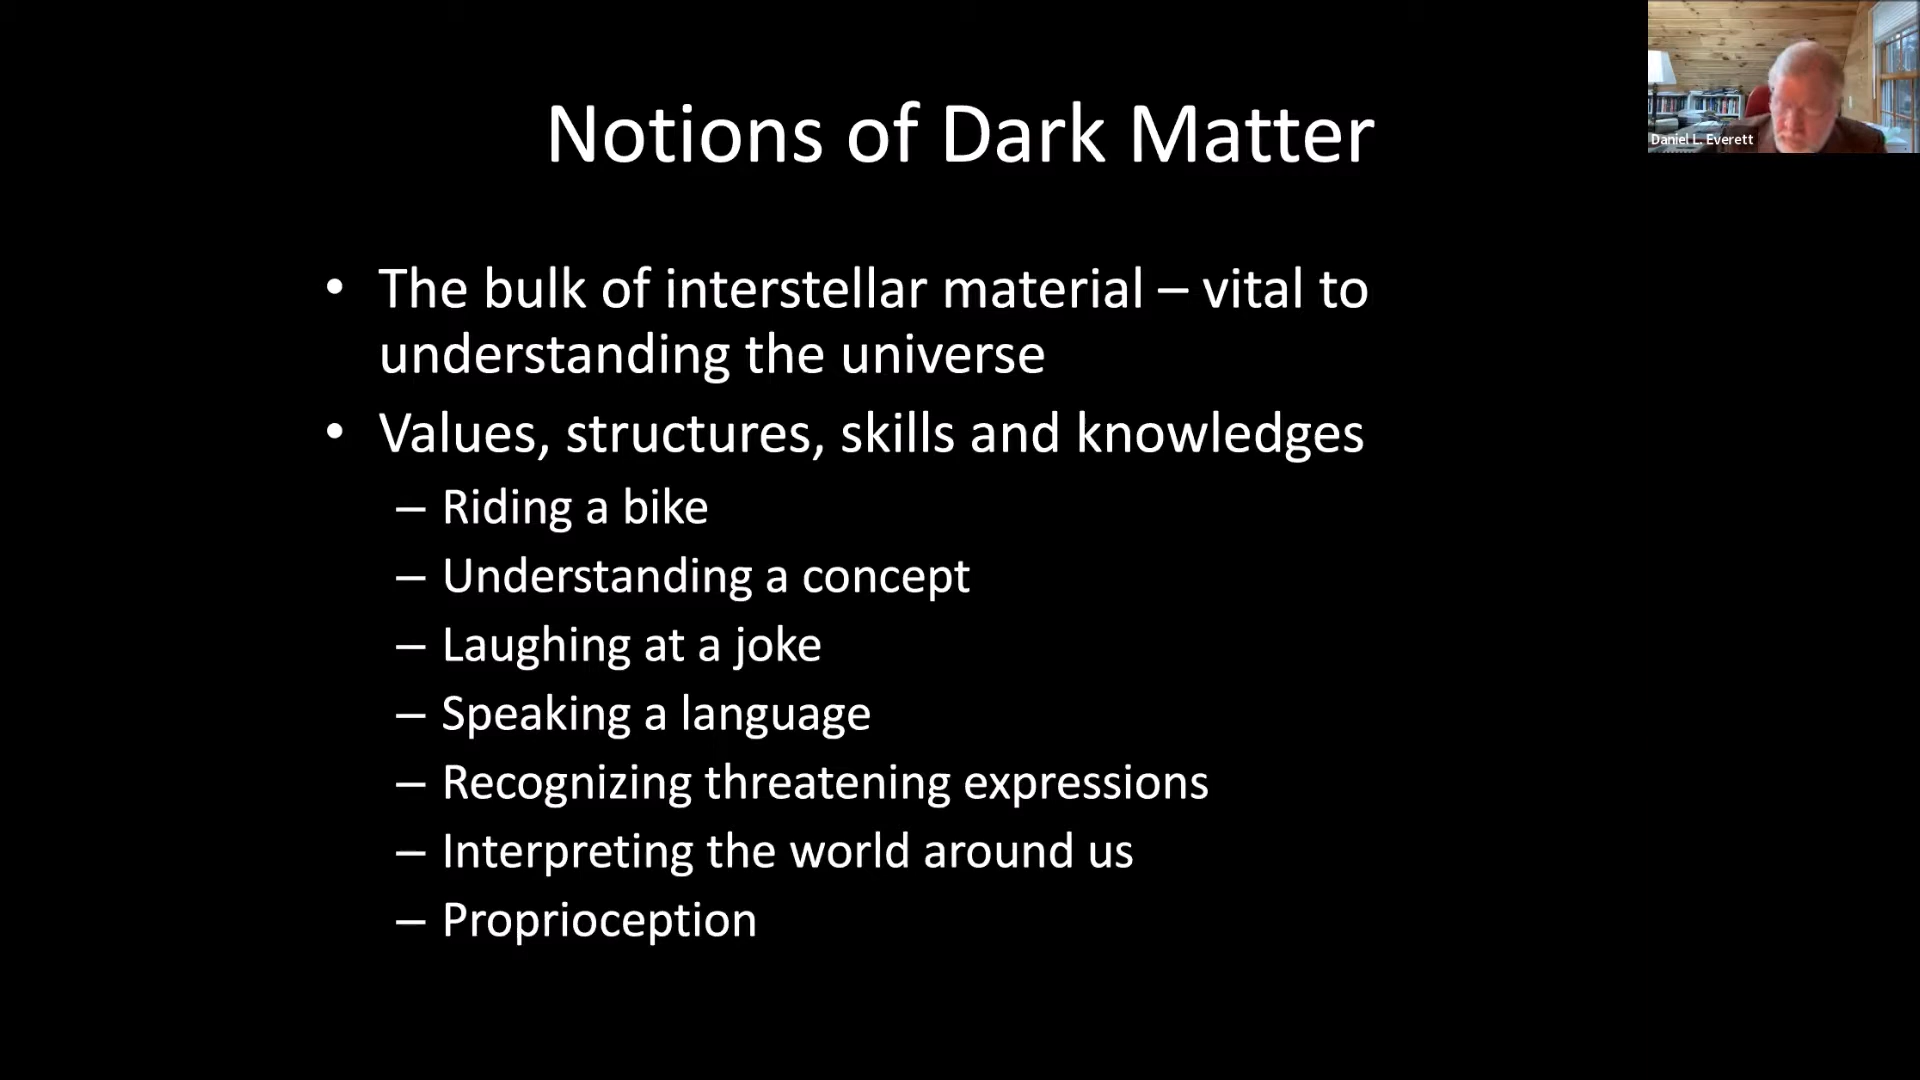 Notions of Dark Matter
Daniel L. Everett
• The bulk of interstellar material – vital to
understanding the universe
• Values, structures, skills and knowledges
– Riding a bike
– Understanding a concept
– Laughing at a joke
– Speaking a language
– Recognizing threatening expressions
– Interpreting the world around us
– Proprioception